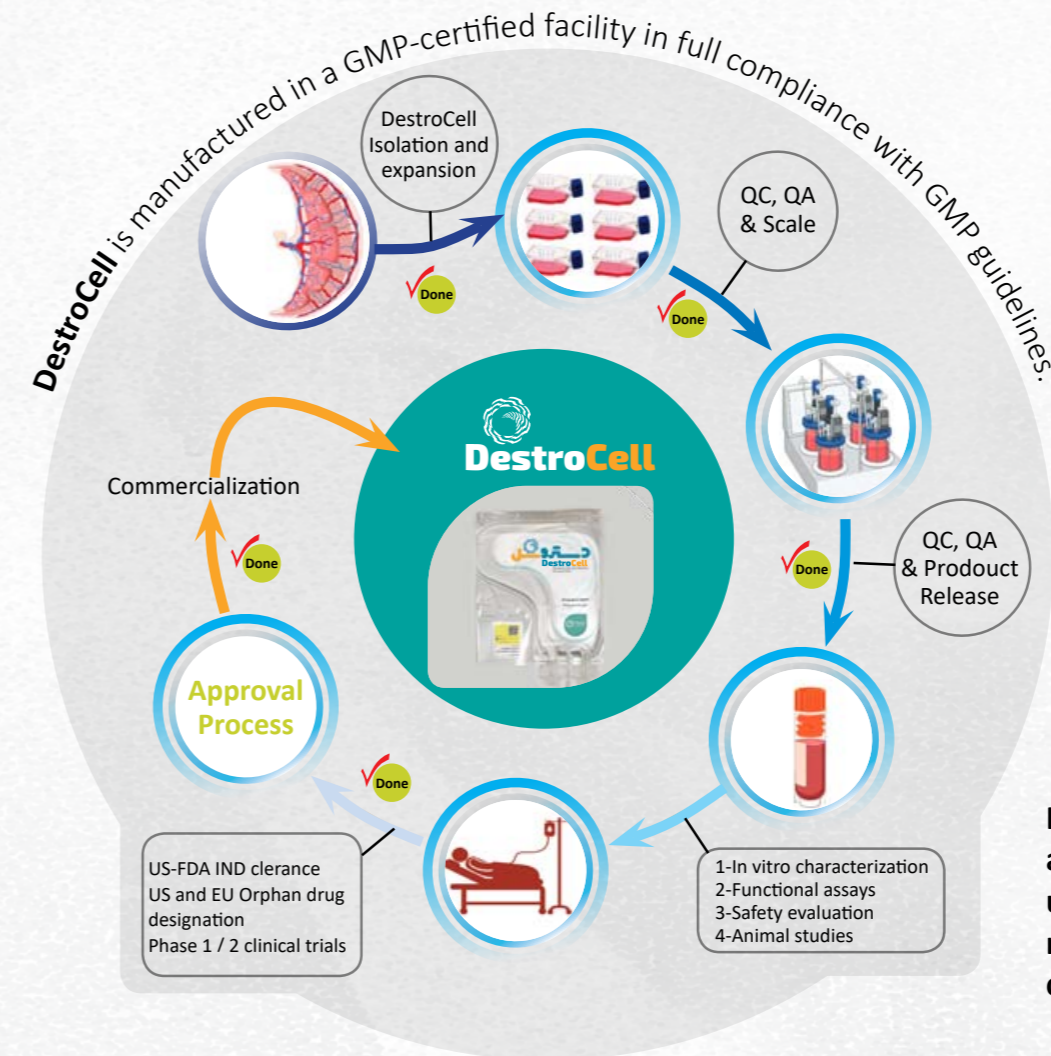 DestroCell is manufactured in a GMP-certified facility in full compliance with GMP guidelines.
DestroCell
Isolation and
expansion
Done
QC, QA
& Scale
Done
QC, QA
& Prodouct
Release
Done
1-In vitro characterization
2-Functional assays
3-Safety evaluation
4-Animal studies
US-FDA IND clerance
US and EU Orphan drug
designation
Phase 1 / 2 clinical trials
Done
Approval
Process
Done
Commercialization
DestroCell
دستروسل
DestroCell